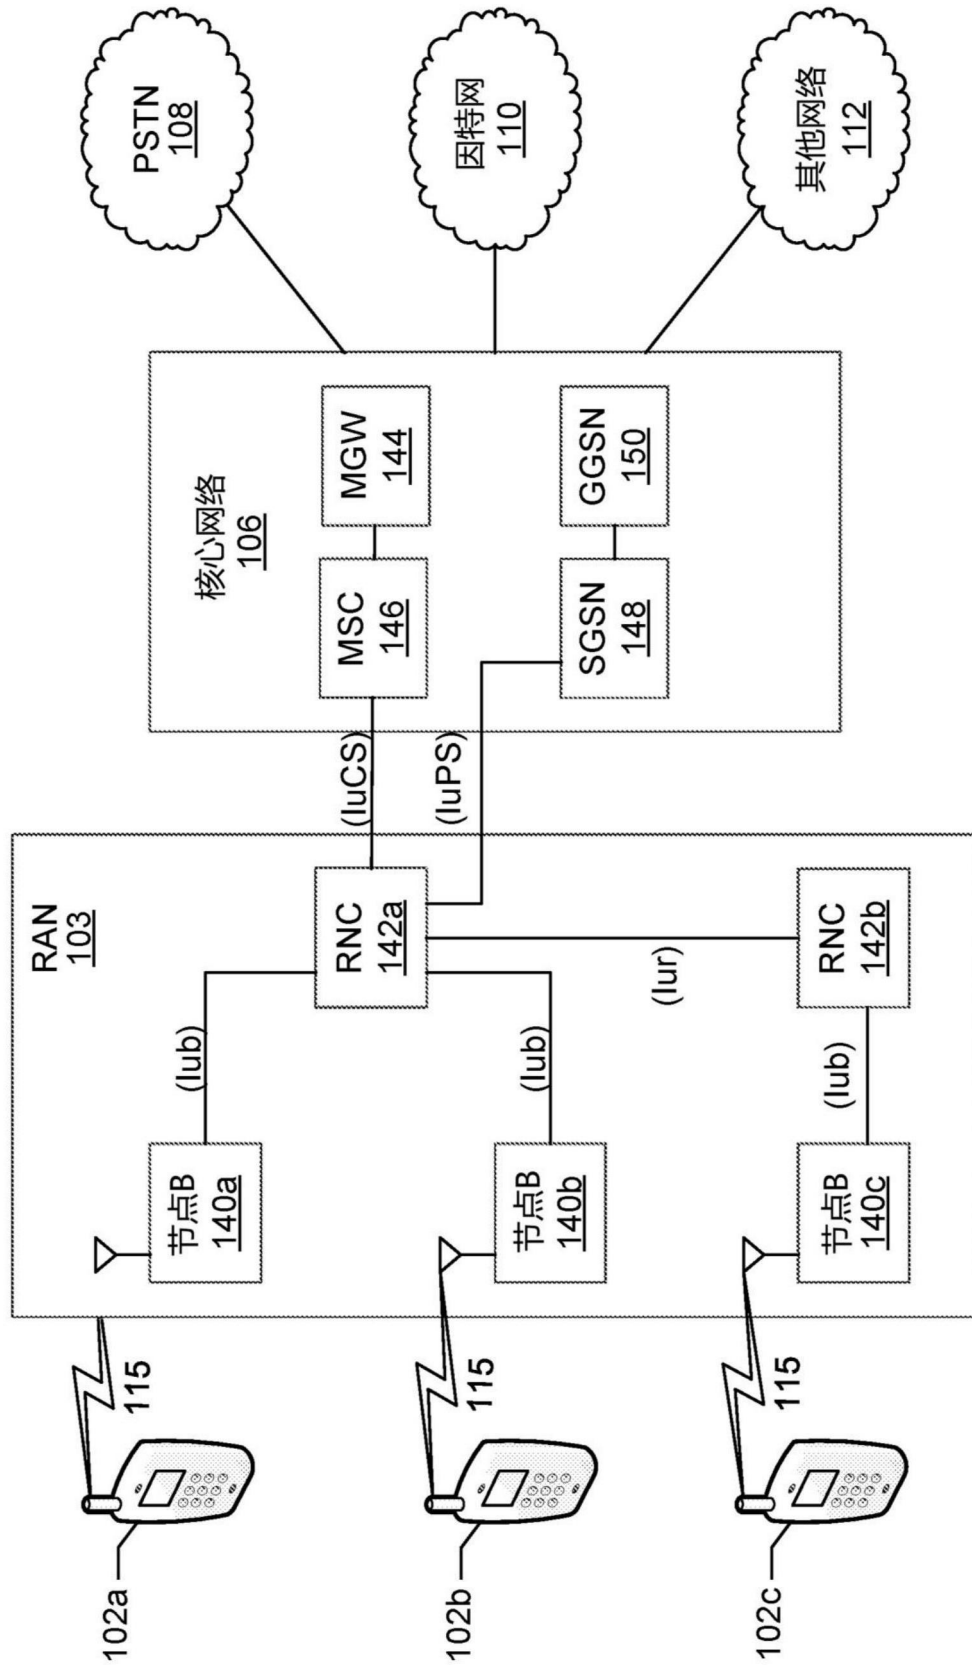 102a
115
RAN
103
节点B
140a
(Iub)
RNC
142a
(IuCS)
核心网络
106
MSC
146
MGW
144
PSTN
108
102b
115
节点B
140b
(Iub)
(IuPS)
SGSN
148
GGSN
150
因特网
110
(Iur)
102c
115
节点B
140c
(Iub)
RNC
142b
其他网络
112